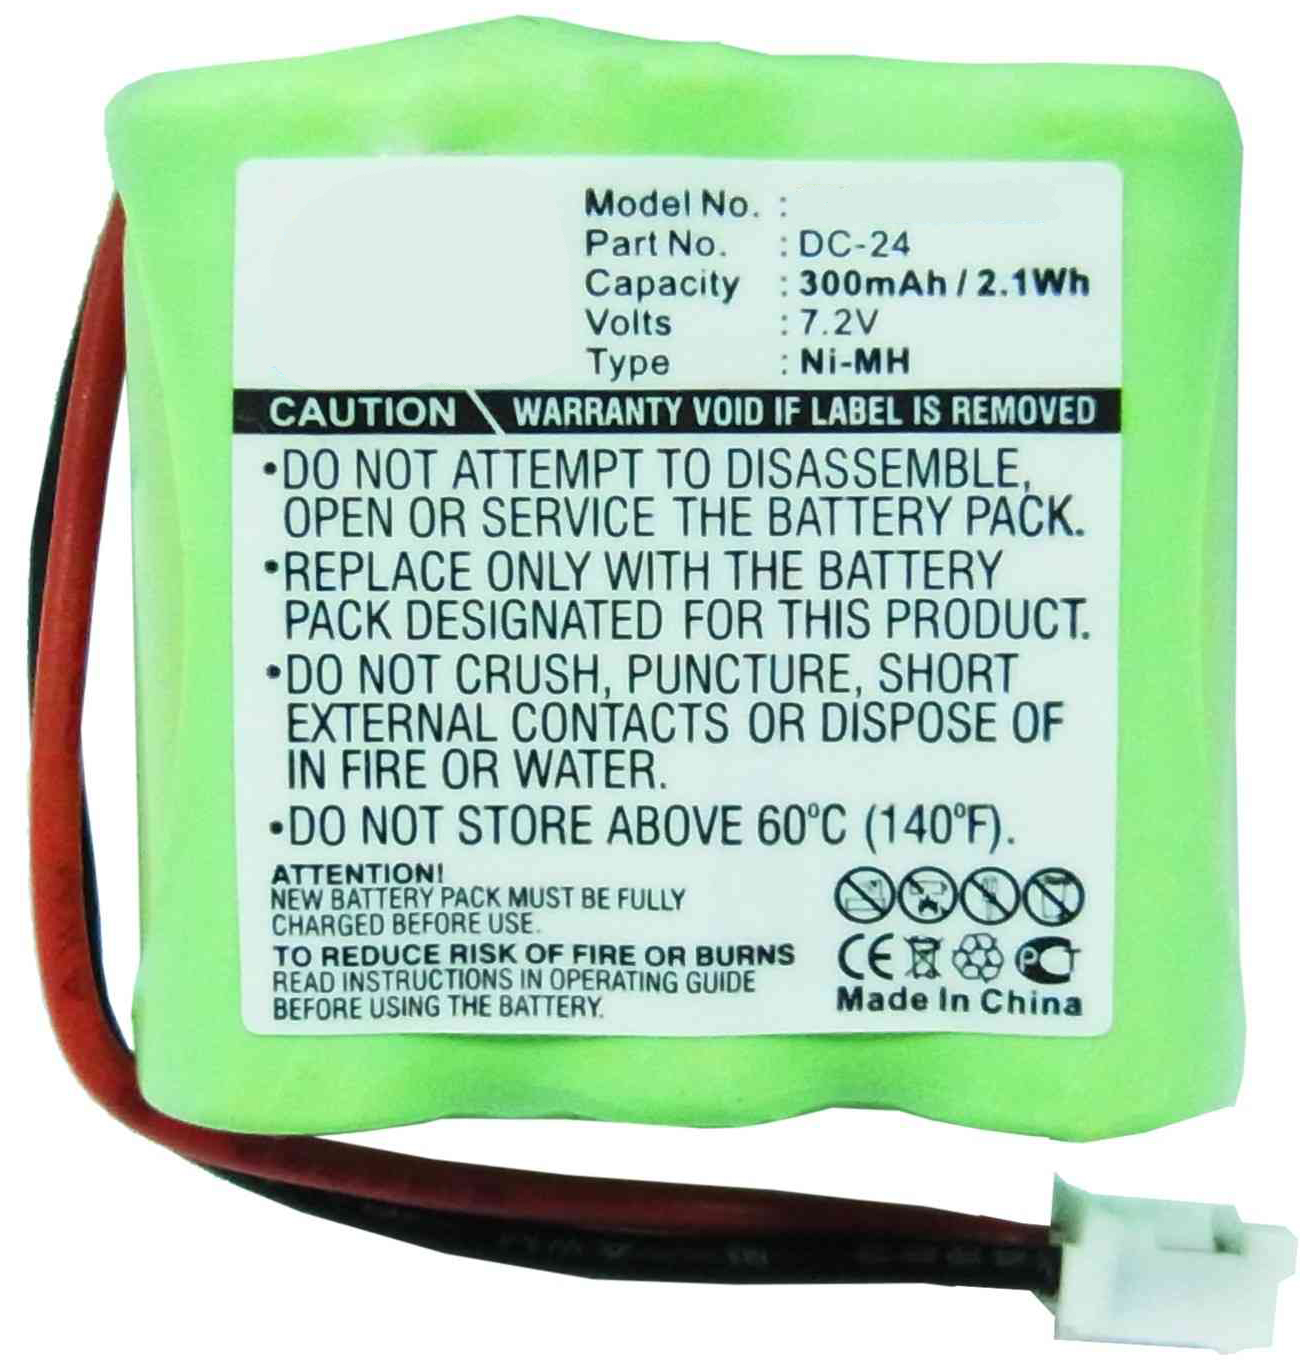 Model No. :
Part No. : DC-24
Capacity : 300mAh / 2.1Wh
Volts : 7.2V
Type : Ni-MH
CAUTION \ WARRANTY VOID IF LABEL IS REMOVED
•DO NOT ATTEMPT TO DISASSEMBLE,
OPEN OR SERVICE THE BATTERY PACK.
•REPLACE ONLY WITH THE BATTERY
PACK DESIGNATED FOR THIS PRODUCT.
•DO NOT CRUSH, PUNCTURE, SHORT
EXTERNAL CONTACTS OR DISPOSE OF
IN FIRE OR WATER.
•DO NOT STORE ABOVE 60°C (140°F).
ATTENTION!
NEW BATTERY PACK MUST BE FULLY
CHARGED BEFORE USE.
TO REDUCE RISK OF FIRE OR BURNS
READ INSTRUCTIONS IN OPERATING GUIDE
BEFORE USING THE BATTERY.
CE
Made In China